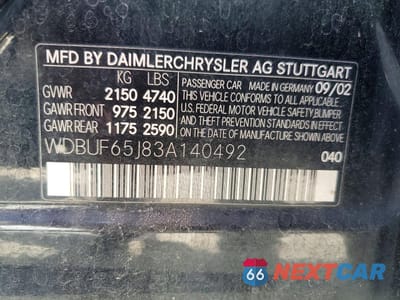 MFD BY DAIMLERCHRYSLER AG STUTTGART
KG LBS MADE IN GERMANY 09/02
GVWR 2150 4740 PASSENGER CAR
GAWR FRONT 975 2150 THIS VEHICLE CONFORMS TO ALL APPLICABLE
GAWR REAR 1175 2590 U.S. FEDERAL MOTOR VEHICLE SAFETY, BUMPER
AND THEFT PREVENTION STANDARDS IN EFFECT
ON THE DATE OF MANUFACTURE SHOWN ABOVE
WDBUF65J83A140492 040
66 NEXTCAR